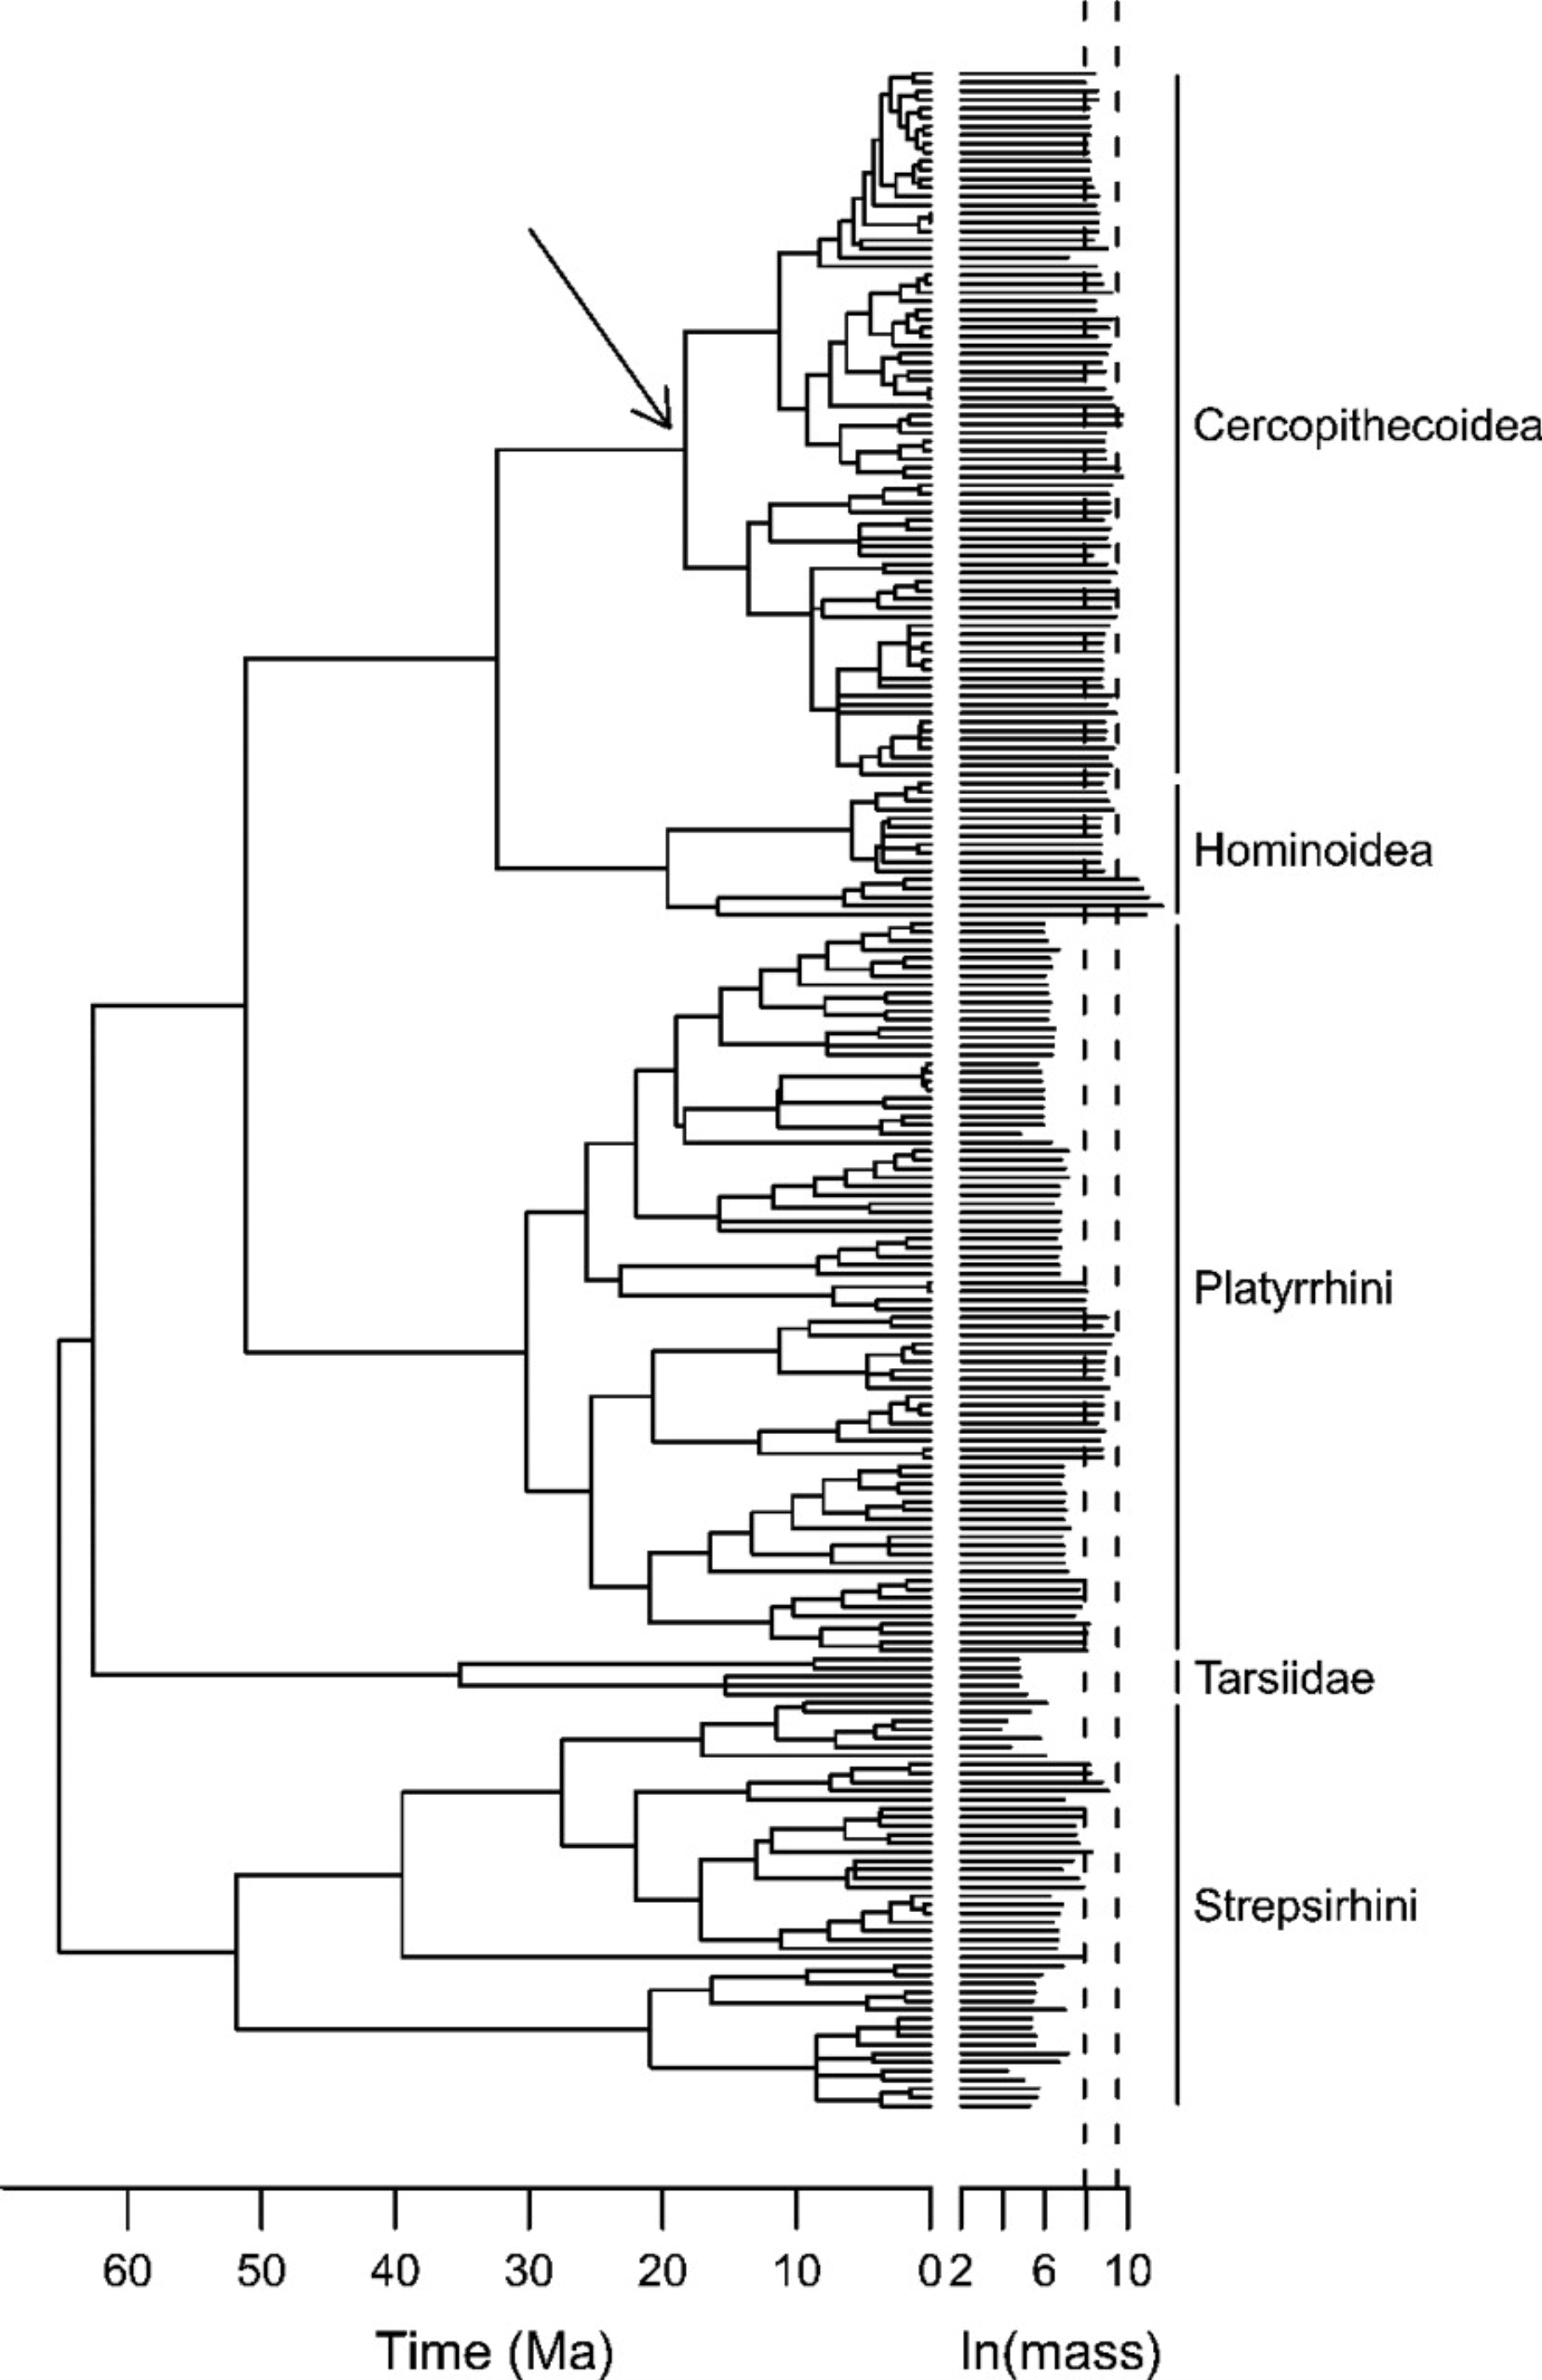 Cercopithecoidea
Hominoidea
Platyrrhini
Tarsiidae
Strepsirhini
60 50 40 30 20 10 0 2 6 10
Time (Ma) ln(mass)